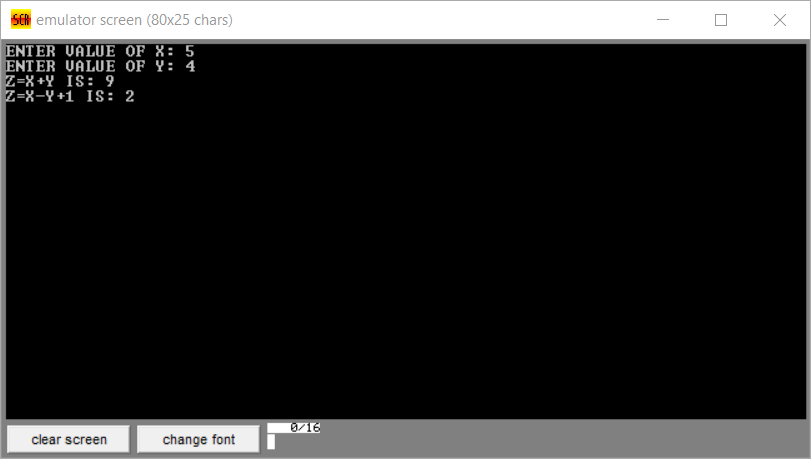 SCR
emulator screen (80x25 chars)
ENTER VALUE OF X: 5
ENTER VALUE OF Y: 4
Z=X+Y IS: 9
Z=X-Y+1 IS: 2
clear screen
change font
0/16